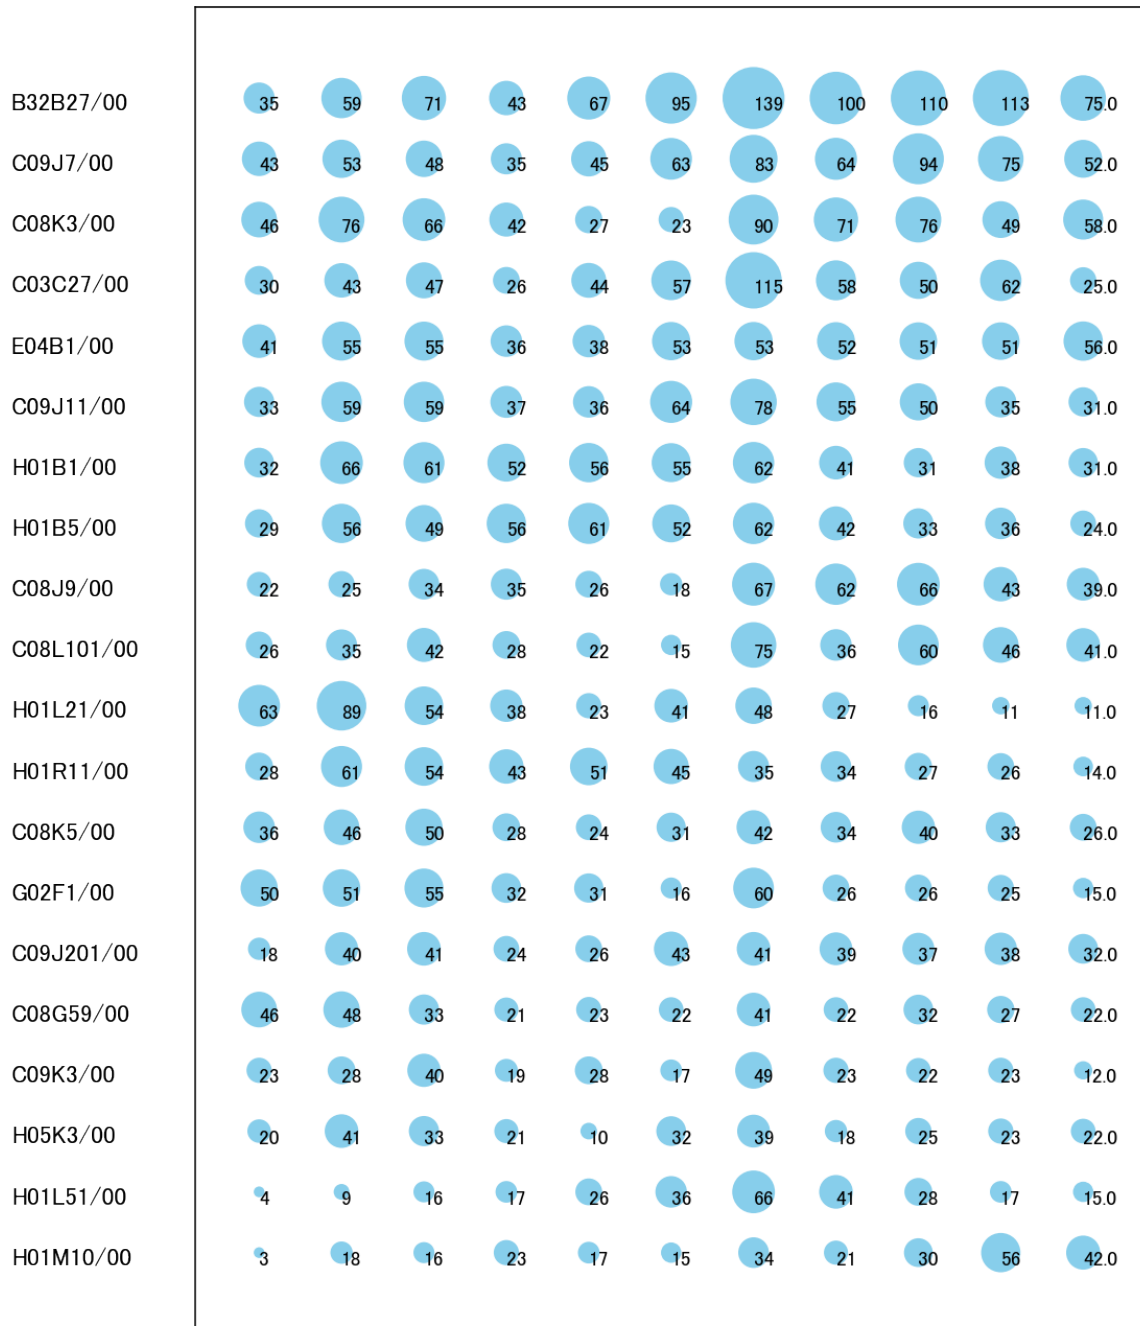 B32B27/00 35 59 71 43 67 95 139 100 110 113 75.0
C09J7/00 43 53 48 35 45 63 83 64 94 75 52.0
C08K3/00 46 76 66 42 27 23 90 71 76 49 58.0
C03C27/00 30 43 47 26 44 57 115 58 50 62 25.0
E04B1/00 41 55 55 36 38 53 53 52 51 51 56.0
C09J11/00 33 59 59 37 36 64 78 55 50 35 31.0
H01B1/00 32 66 61 52 56 55 62 41 31 38 31.0
H01B5/00 29 56 49 56 61 52 62 42 33 36 24.0
C08J9/00 22 25 34 35 26 18 67 62 66 43 39.0
C08L101/00 26 35 42 28 22 15 75 36 60 46 41.0
H01L21/00 63 89 54 38 23 41 48 27 16 11 11.0
H01R11/00 28 61 54 43 51 45 35 34 27 26 14.0
C08K5/00 36 46 50 28 24 31 42 34 40 33 26.0
G02F1/00 50 51 55 32 31 16 60 26 26 25 15.0
C09J201/00 18 40 41 24 26 43 41 39 37 38 32.0
C08G59/00 46 48 33 21 23 22 41 22 32 27 22.0
C09K3/00 23 28 40 19 28 17 49 23 22 23 12.0
H05K3/00 20 41 33 21 10 32 39 18 25 23 22.0
H01L51/00 4 9 16 17 26 36 66 41 28 17 15.0
H01M10/00 3 18 16 23 17 15 34 21 30 56 42.0